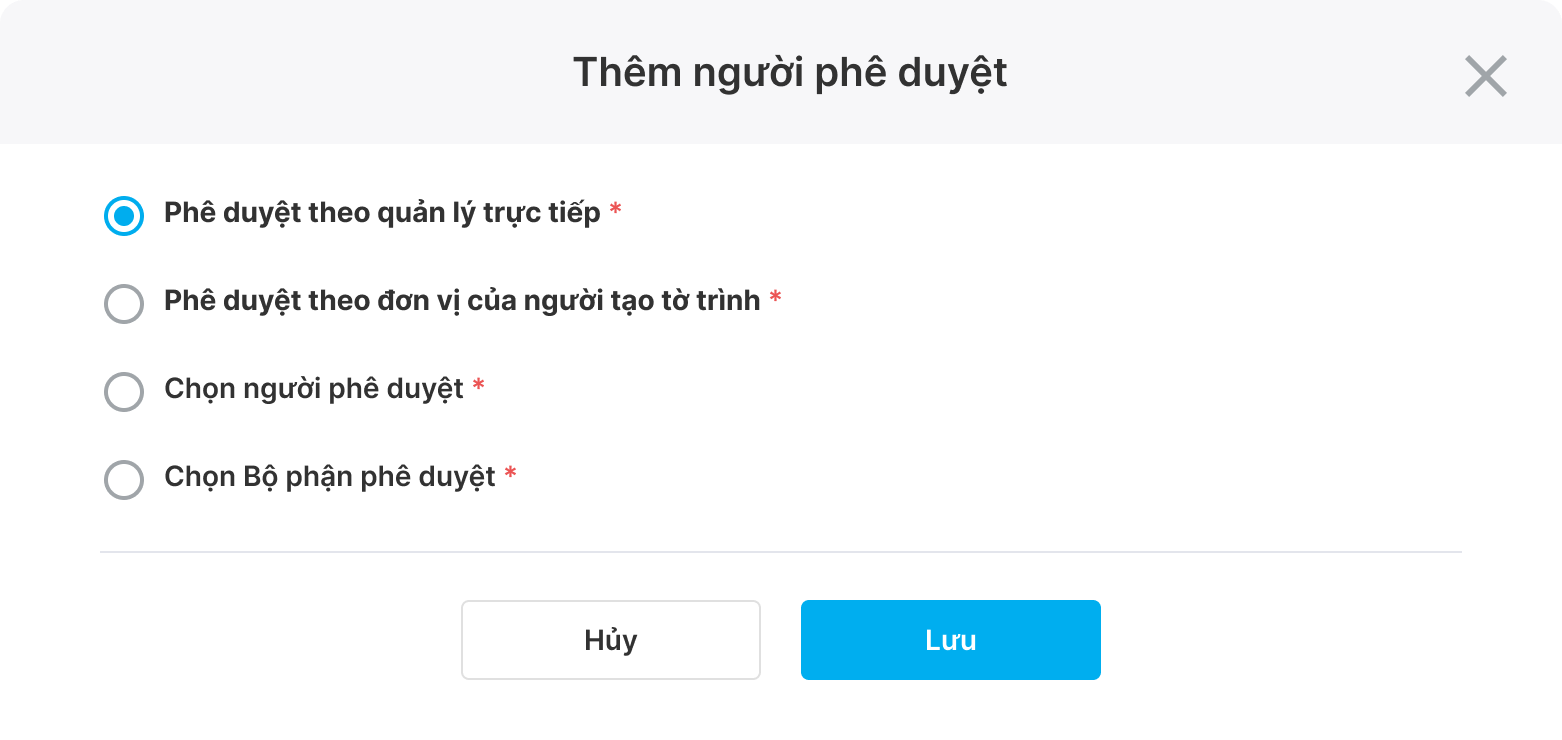 Thêm người phê duyệt
Phê duyệt theo quản lý trực tiếp *
Phê duyệt theo đơn vị của người tạo tờ trình *
Chọn người phê duyệt *
Chọn Bộ phận phê duyệt *
Hủy
Lưu